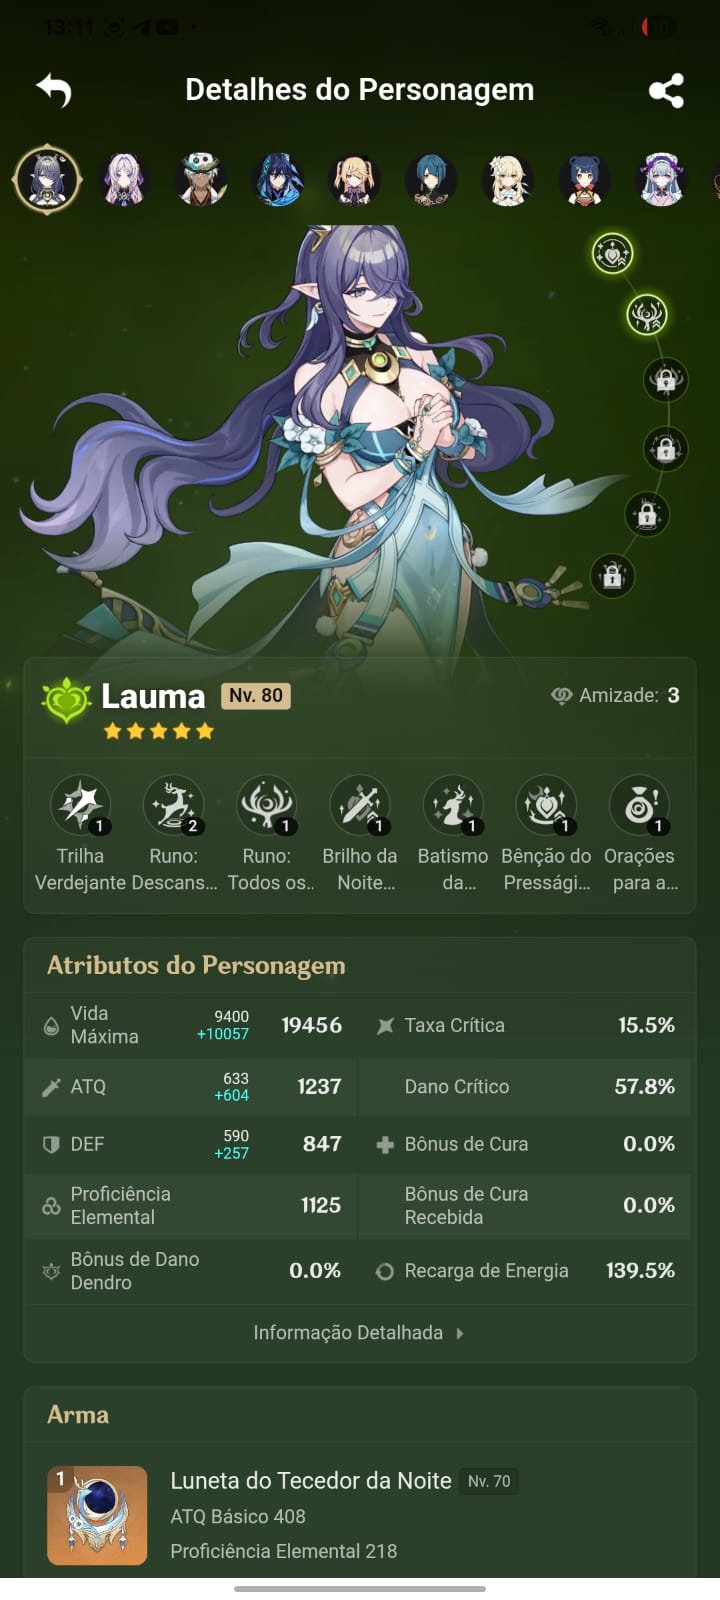 13:11
Detalhes do Personagem
Lauma Nv. 80
Amizade: 3
1 2 1 1 1 1 1
Trilha Runo: Runo: Brilho da Batismo Bênção do Orações
Verdejante Descans... Todos os.. Noite... da... Pressági... para a...
Atributos do Personagem
Vida Máxima 9400 +10057 19456
Taxa Crítica 15.5%
ATQ 633 +604 1237
Dano Crítico 57.8%
DEF 590 +257 847
Bônus de Cura 0.0%
Proficiência Elemental 1125
Bônus de Cura Recebida 0.0%
Bônus de Dano Dendro 0.0%
Recarga de Energia 139.5%
Informação Detalhada
Arma
1
Luneta do Tecedor da Noite Nv. 70
ATQ Básico 408
Proficiência Elemental 218